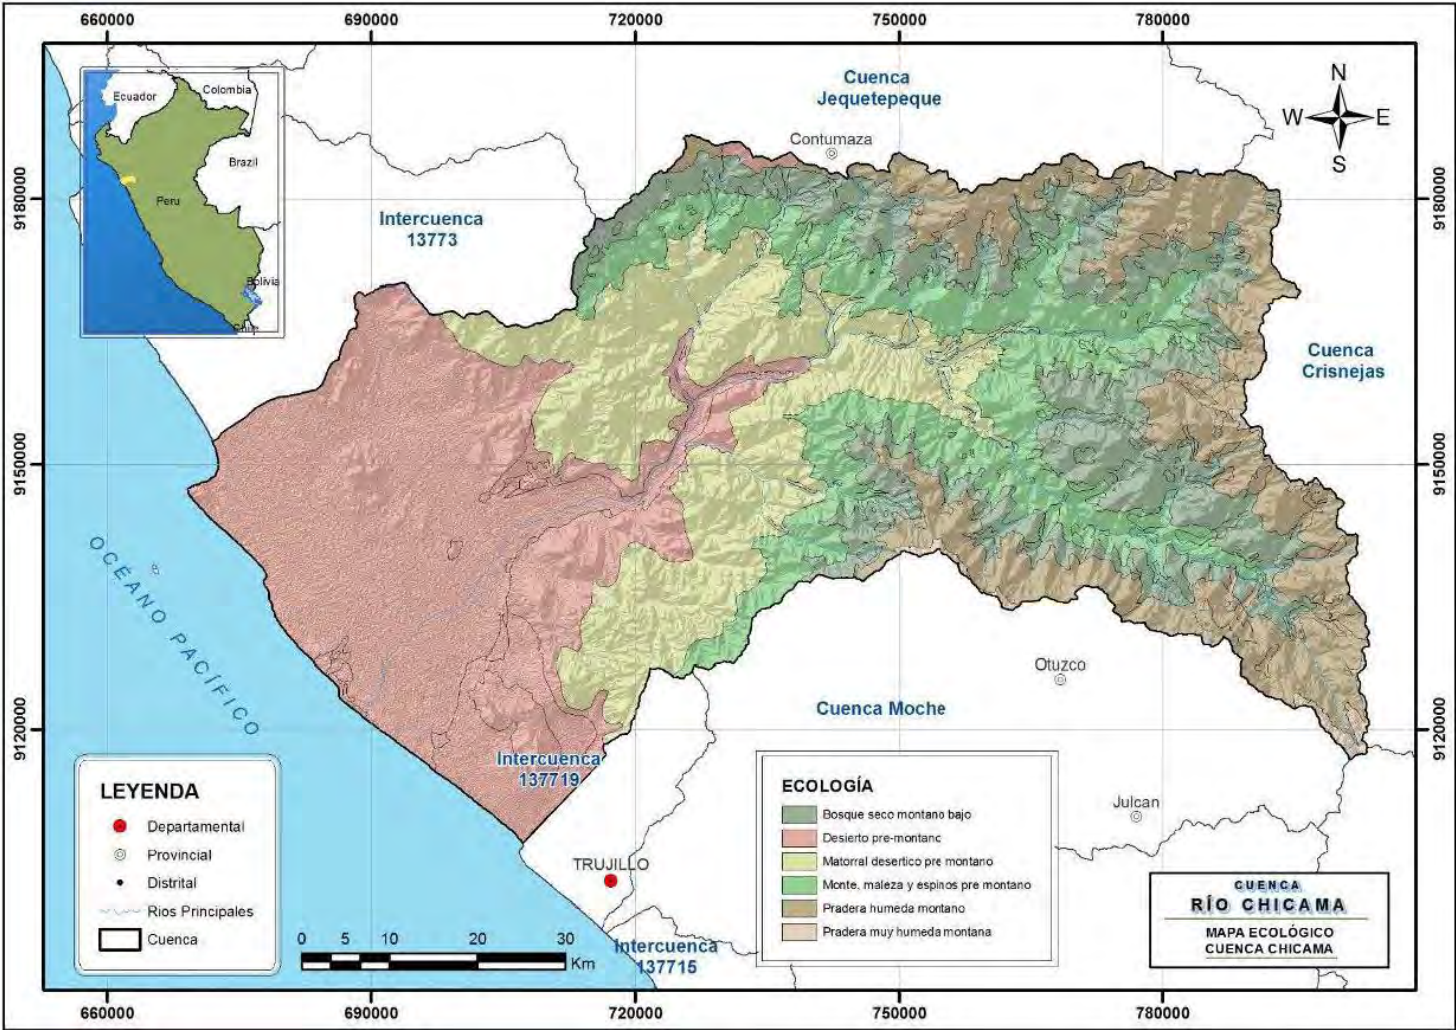 660000
690000
720000
750000
780000
9180000
9180000
9150000
9150000
9120000
9120000
Ecuador
Colombia
Brazil
Peru
Bolivia
Cuenca
Jequetepeque
Contumaza
N
W
E
S
Intercuenca
13773
Cuenca
Crisnejas
OCÉANO PACÍFICO
Otuzco
Cuenca Moche
Intercuenca
137719
Julcan
TRUJILLO
Intercuenca
137715
LEYENDA
Departamental
Provincial
Distrital
Rios Principales
Cuenca
0 5 10 20 30
Km
ECOLOGÍA
Bosque seco montano bajo
Desierto pre-montano
Matorral desertico pre montano
Monte, maleza y espinos pre montano
Pradera humeda montano
Pradera muy humeda montana
CUENCA
RÍO CHICAMA
MAPA ECOLÓGICO
CUENCA CHICAMA
660000
690000
720000
750000
780000